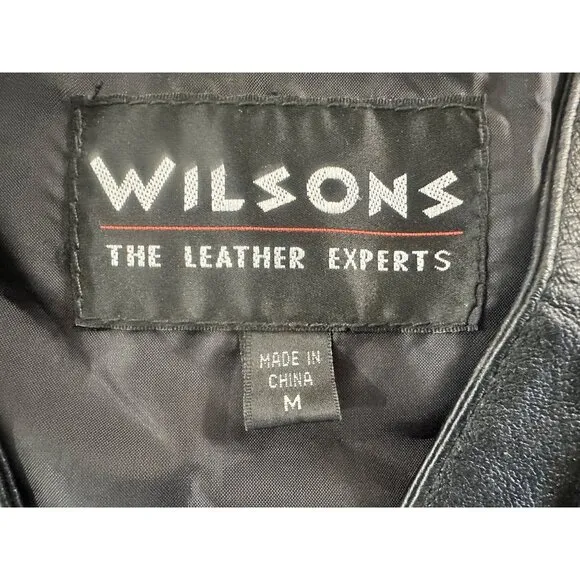 WILSONS
THE LEATHER EXPERTS
MADE IN
CHINA
M